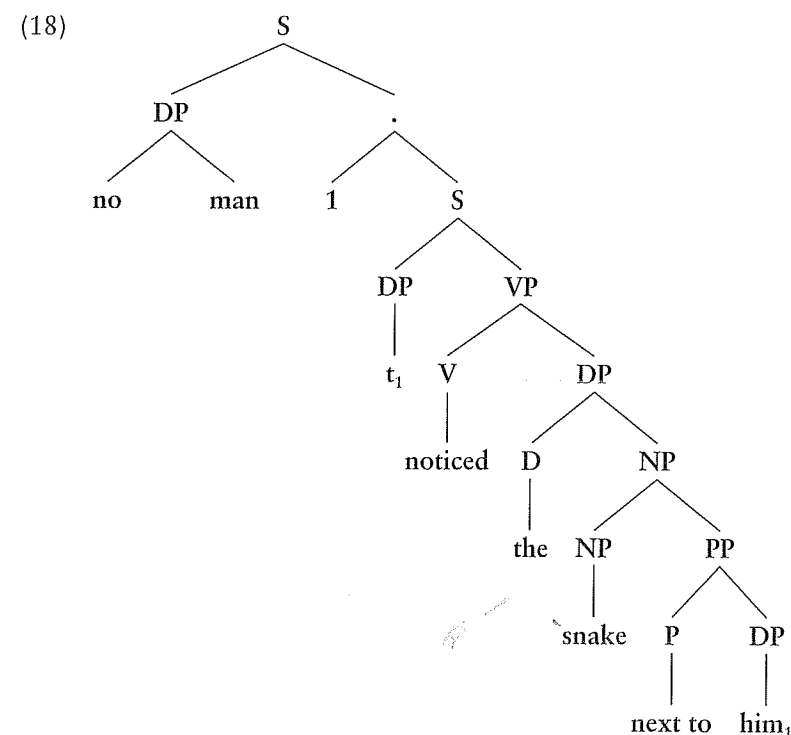 (18) S
DP .
no man 1 S
DP VP
t₁ V DP
noticed D NP
the NP PP
snake P DP
next to him₁